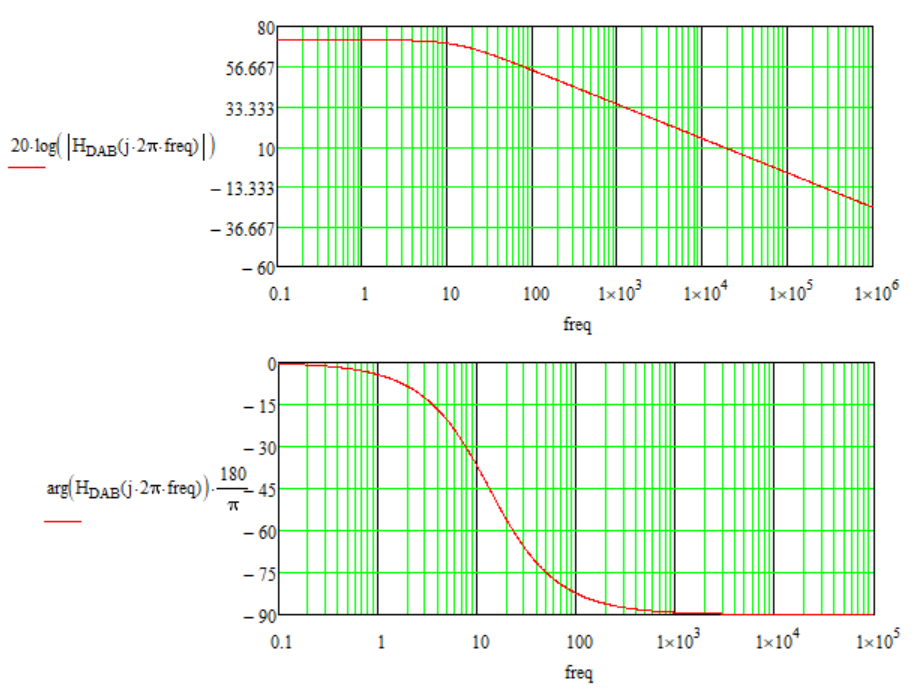 80
56.667
33.333
20·log(|H_DAB(j·2π·freq)|)
10
−13.333
−36.667
−60
0.1 1 10 100 1×10³ 1×10⁴ 1×10⁵ 1×10⁶
freq
0
−15
−30
arg(H_DAB(j·2π·freq))·180/π
−45
−60
−75
−90
0.1 1 10 100 1×10³ 1×10⁴ 1×10⁵
freq